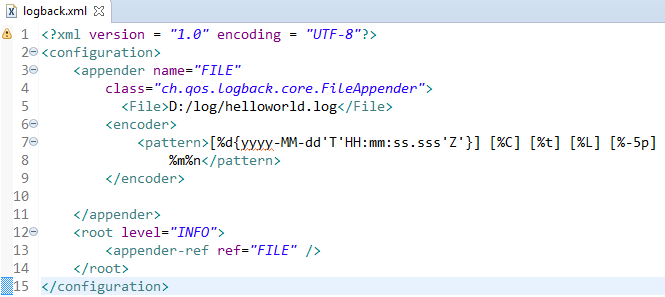 logback.xml
1 <?xml version = "1.0" encoding = "UTF-8"?>
2 <configuration>
3 <appender name="FILE"
4 class="ch.qos.logback.core.FileAppender">
5 <File>D:/log/helloworld.log</File>
6 <encoder>
7 <pattern>[%d{yyyy-MM-dd'T'HH:mm:ss.sss'Z'}] [%C] [%t] [%L] [%-5p]
8 %m%n</pattern>
9 </encoder>
10
11 </appender>
12 <root level="INFO">
13 <appender-ref ref="FILE" />
14 </root>
15 </configuration>